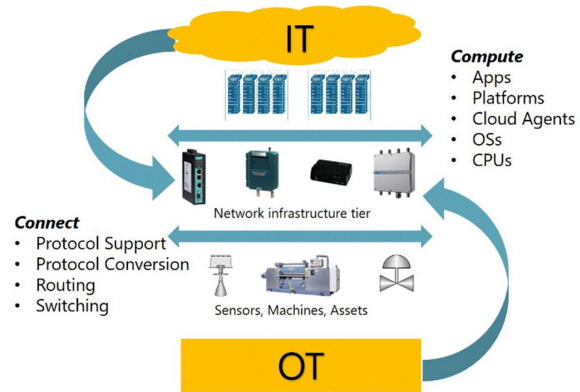 IT
Compute
• Apps
• Platforms
• Cloud Agents
• OSs
• CPUs
Network infrastructure tier
Connect
• Protocol Support
• Protocol Conversion
• Routing
• Switching
Sensors, Machines, Assets
OT